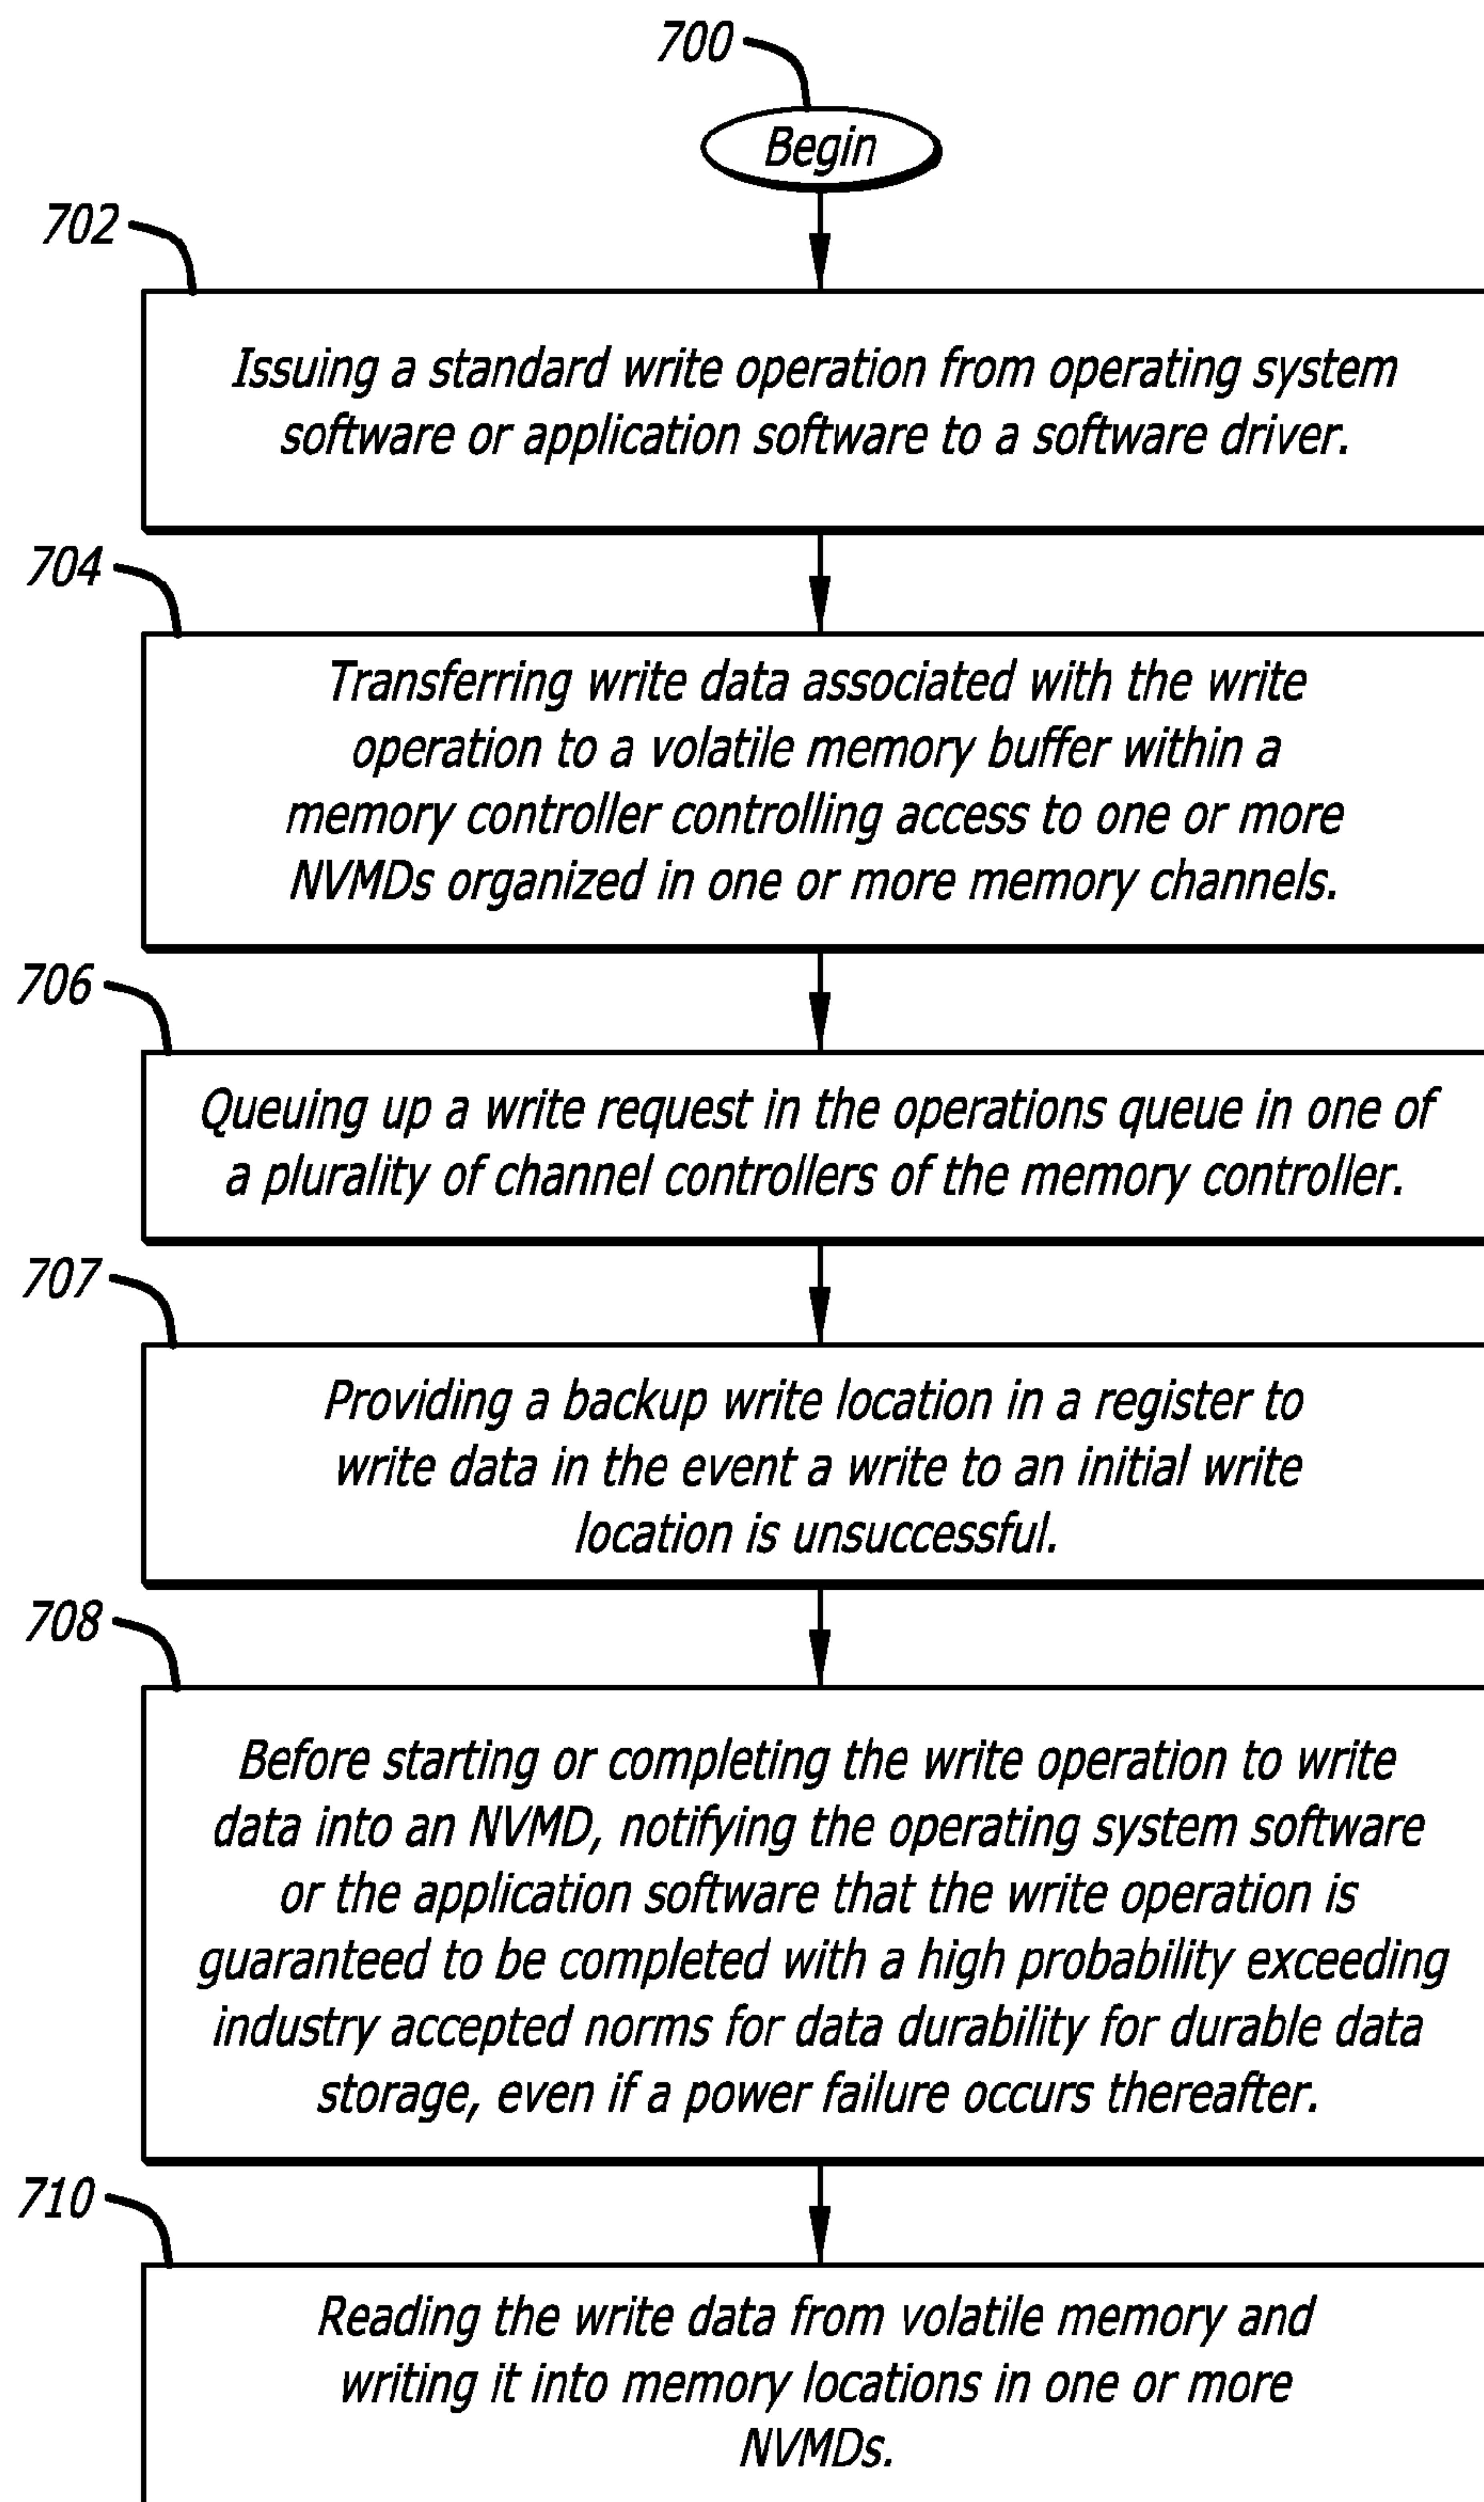 700
Begin
702
Issuing a standard write operation from operating system
software or application software to a software driver.
704
Transferring write data associated with the write
operation to a volatile memory buffer within a
memory controller controlling access to one or more
NVMDs organized in one or more memory channels.
706
Queuing up a write request in the operations queue in one of
a plurality of channel controllers of the memory controller.
707
Providing a backup write location in a register to
write data in the event a write to an initial write
location is unsuccessful.
708
Before starting or completing the write operation to write
data into an NVMD, notifying the operating system software
or the application software that the write operation is
guaranteed to be completed with a high probability exceeding
industry accepted norms for data durability for durable data
storage, even if a power failure occurs thereafter.
710
Reading the write data from volatile memory and
writing it into memory locations in one or more
NVMDs.